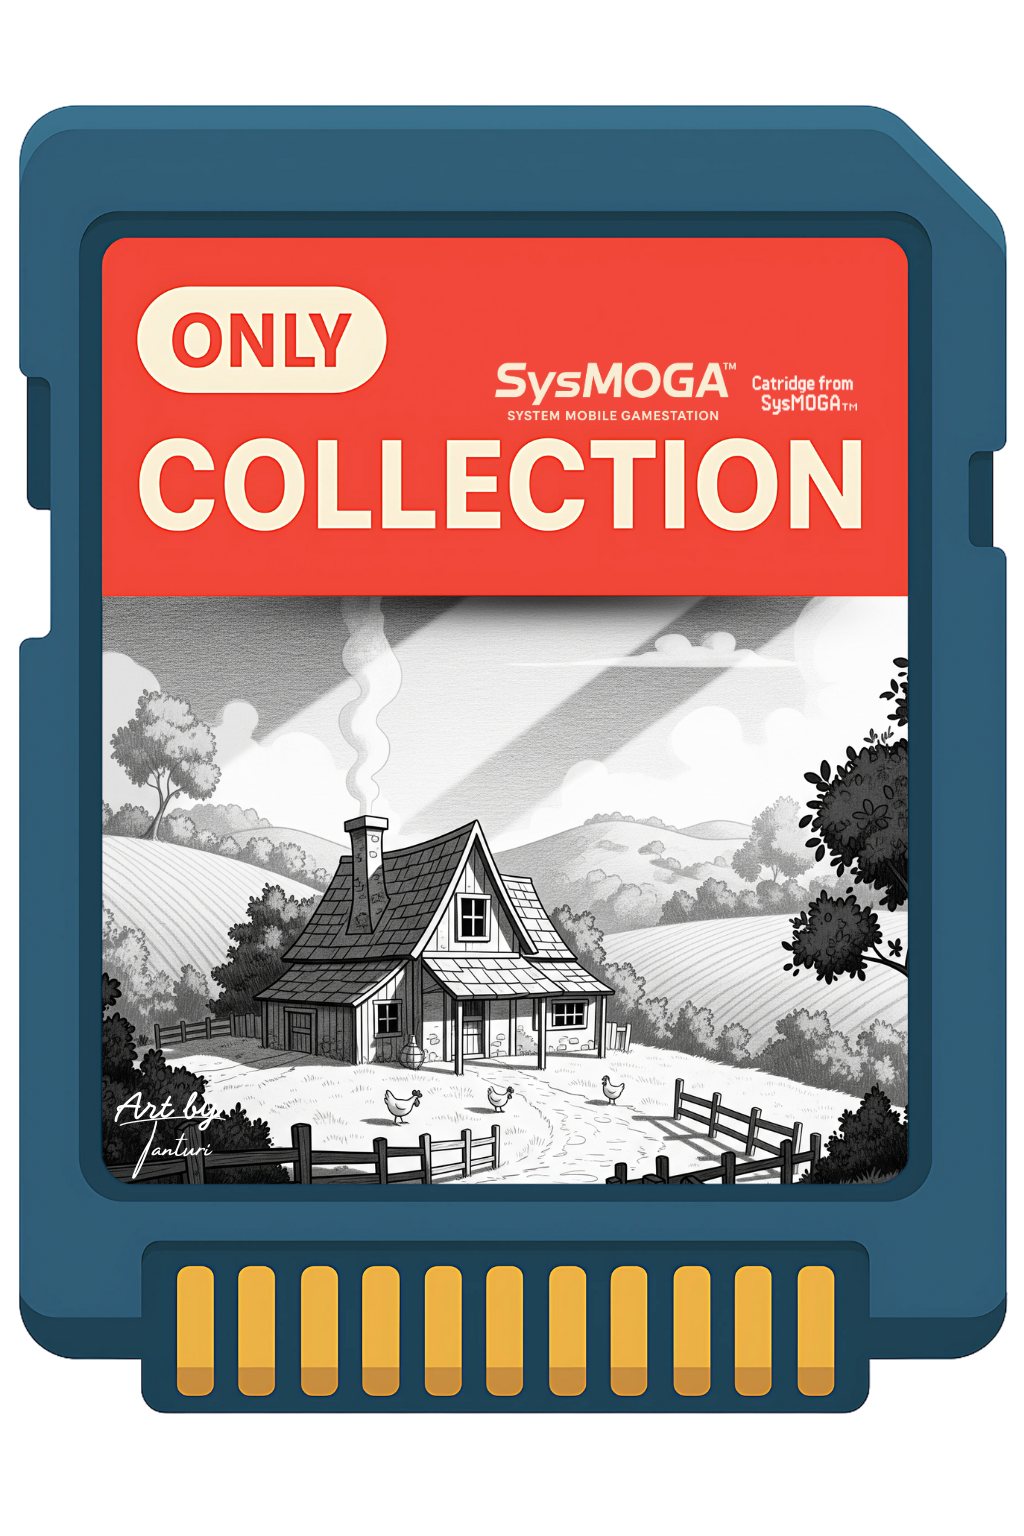 ONLY
SysMOGA™
SYSTEM MOBILE GAMESTATION
Catridge from
SysMOGA™
COLLECTION
Art by
Tanturi